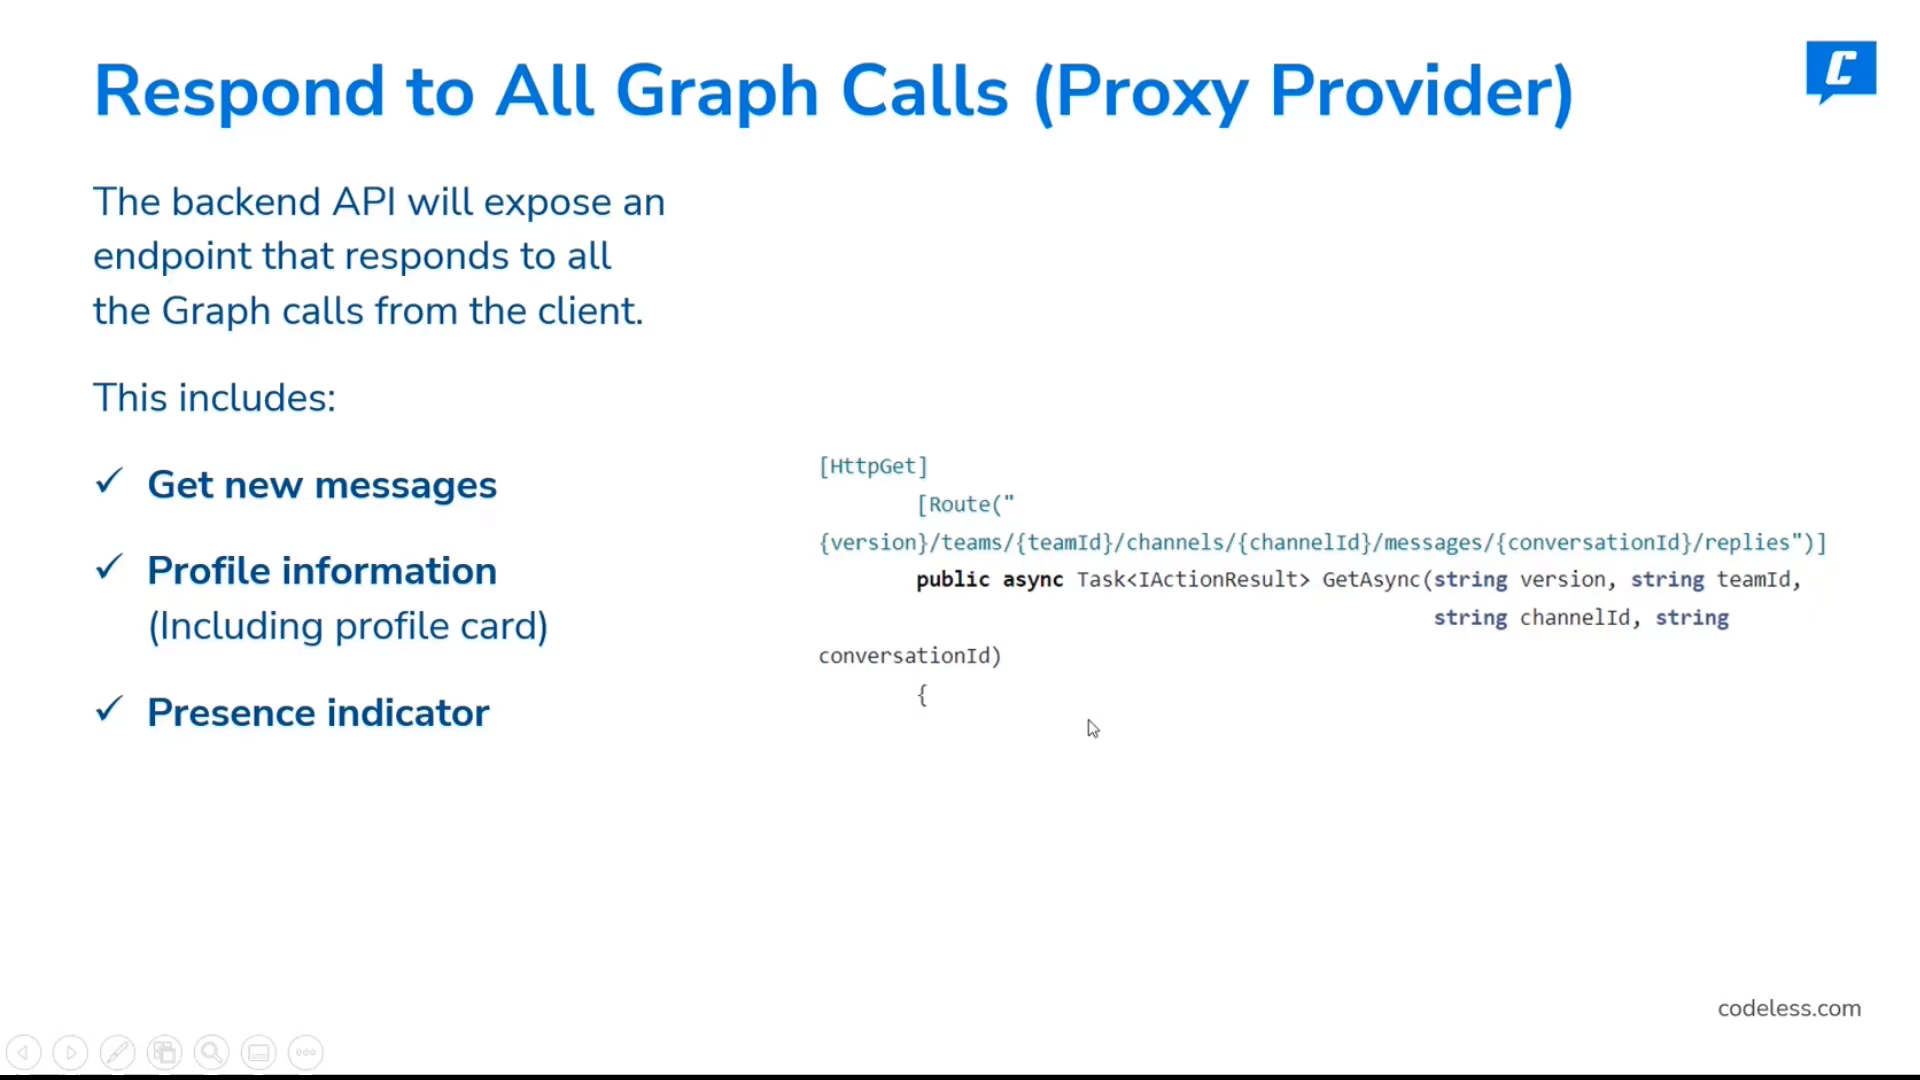 Respond to All Graph Calls (Proxy Provider)
The backend API will expose an
endpoint that responds to all
the Graph calls from the client.
This includes:
✓ Get new messages
✓ Profile information
(Including profile card)
✓ Presence indicator
[HttpGet]
[Route("
{version}/teams/{teamId}/channels/{channelId}/messages/{conversationId}/replies")]
public async Task<IActionResult> GetAsync(string version, string teamId,
string channelId, string
conversationId)
{
codeless.com